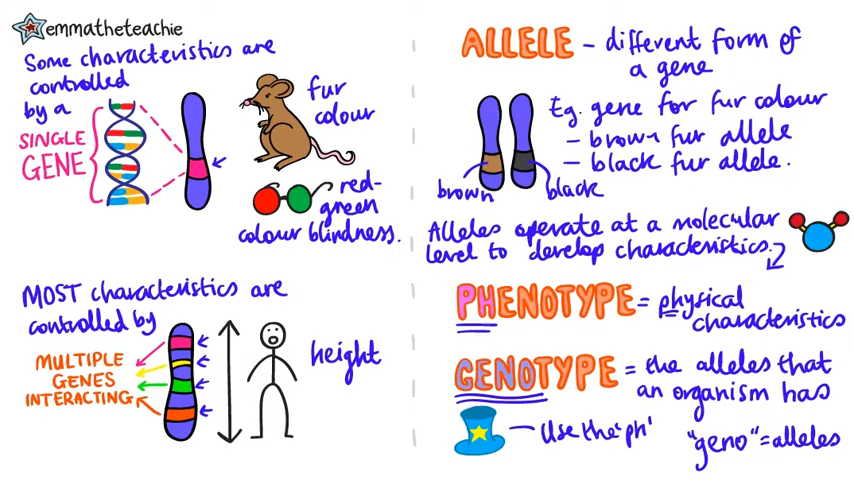 emmatheteachie
Some characteristics are
controlled
by a
SINGLE
GENE
fur
colour
red-
green
colour blindness.
MOST characteristics are
controlled by
MULTIPLE
GENES
INTERACTING
height
ALLELE - different form of
a gene
Eg. gene for fur colour
- brown fur allele
- black fur allele.
brown
black
Alleles operate at a molecular
level to develop characteristics.
PHENOTYPE = physical
characteristics
GENOTYPE = the alleles that
an organism has
- Use the 'ph'
"geno" = alleles